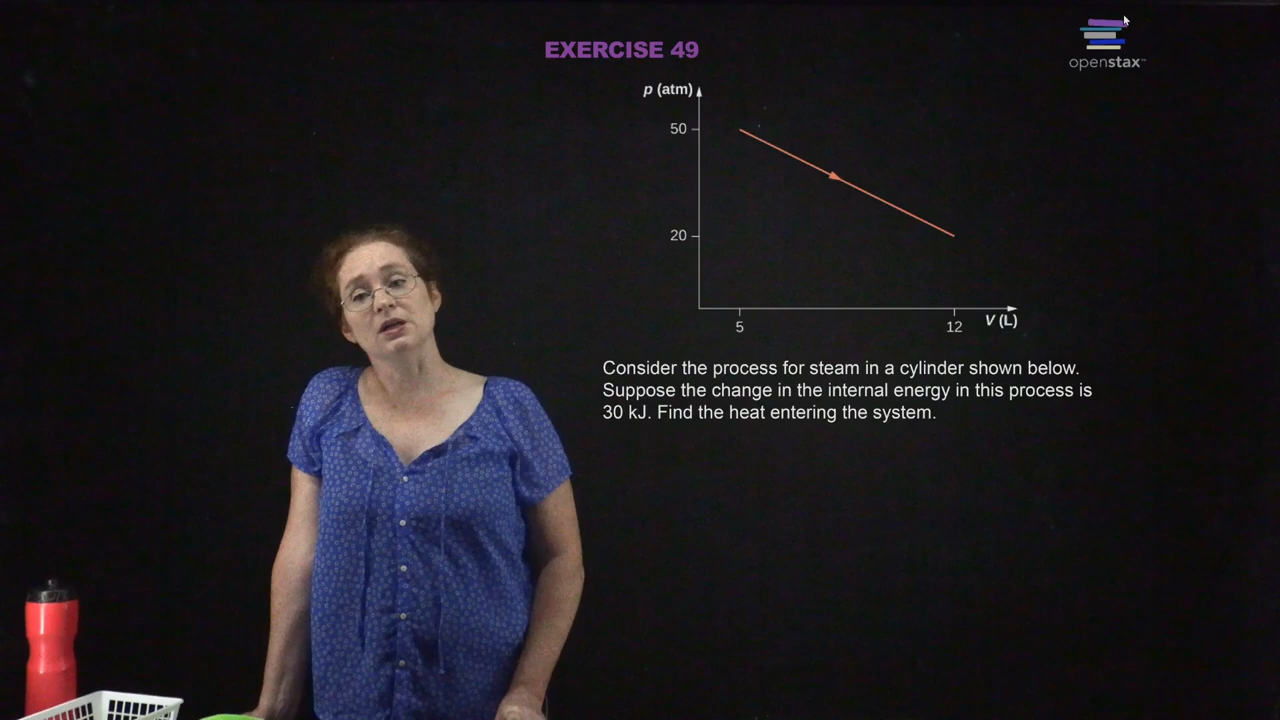 EXERCISE 49
openstax™
p (atm)
50
20
5
12
V (L)
Consider the process for steam in a cylinder shown below.
Suppose the change in the internal energy in this process is
30 kJ. Find the heat entering the system.